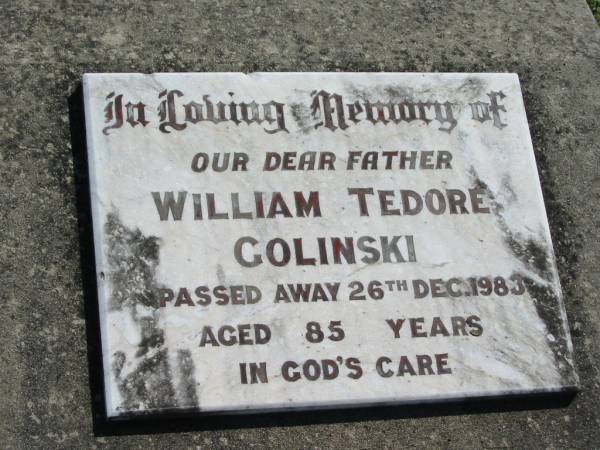 In Loving Memory of
OUR DEAR FATHER
WILLIAM TEDORE
GOLINSKI
PASSED AWAY 26TH DEC. 1983
AGED 85 YEARS
IN GOD'S CARE